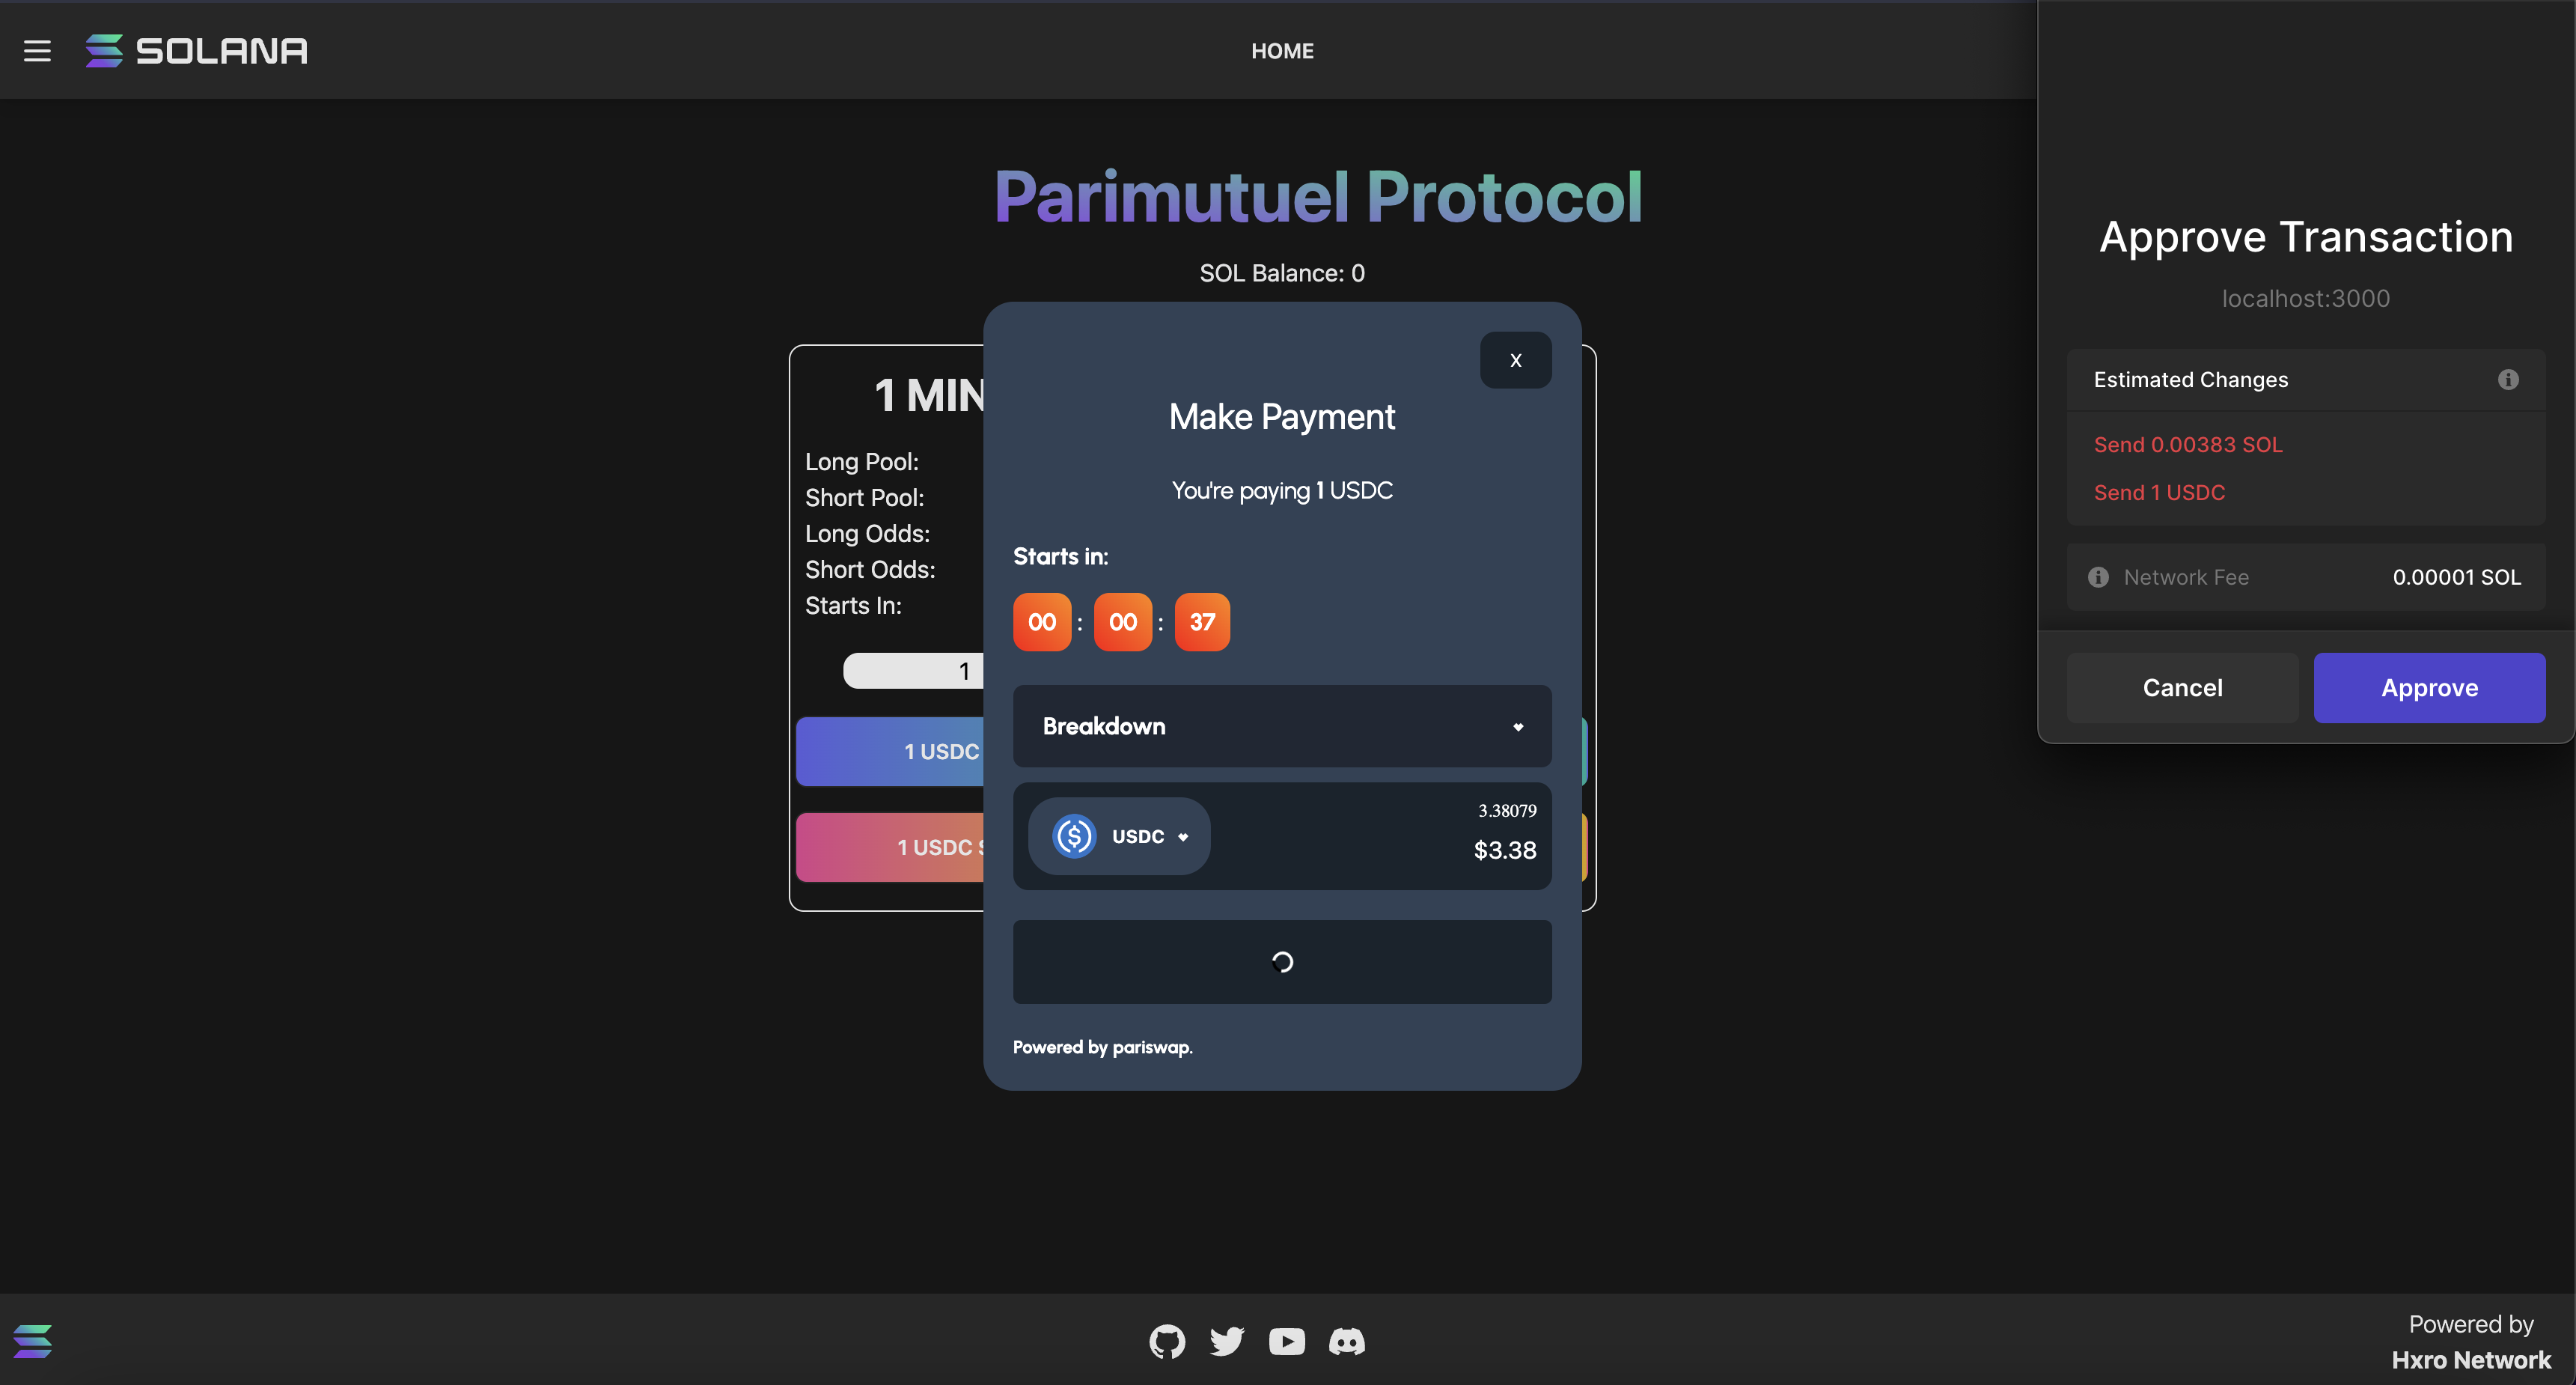 SOLANA
HOME
Parimutuel Protocol
SOL Balance: 0
1 MIN
Long Pool:
Short Pool:
Long Odds:
Short Odds:
Starts In:
1
1 USDC
1 USDC
X
Make Payment
You're paying 1 USDC
Starts in:
00 : 00 : 37
Breakdown
USDC
3.38079
$3.38
Powered by pariswap.
Approve Transaction
localhost:3000
Estimated Changes
Send 0.00383 SOL
Send 1 USDC
Network Fee 0.00001 SOL
Cancel
Approve
Powered by
Hxro Network